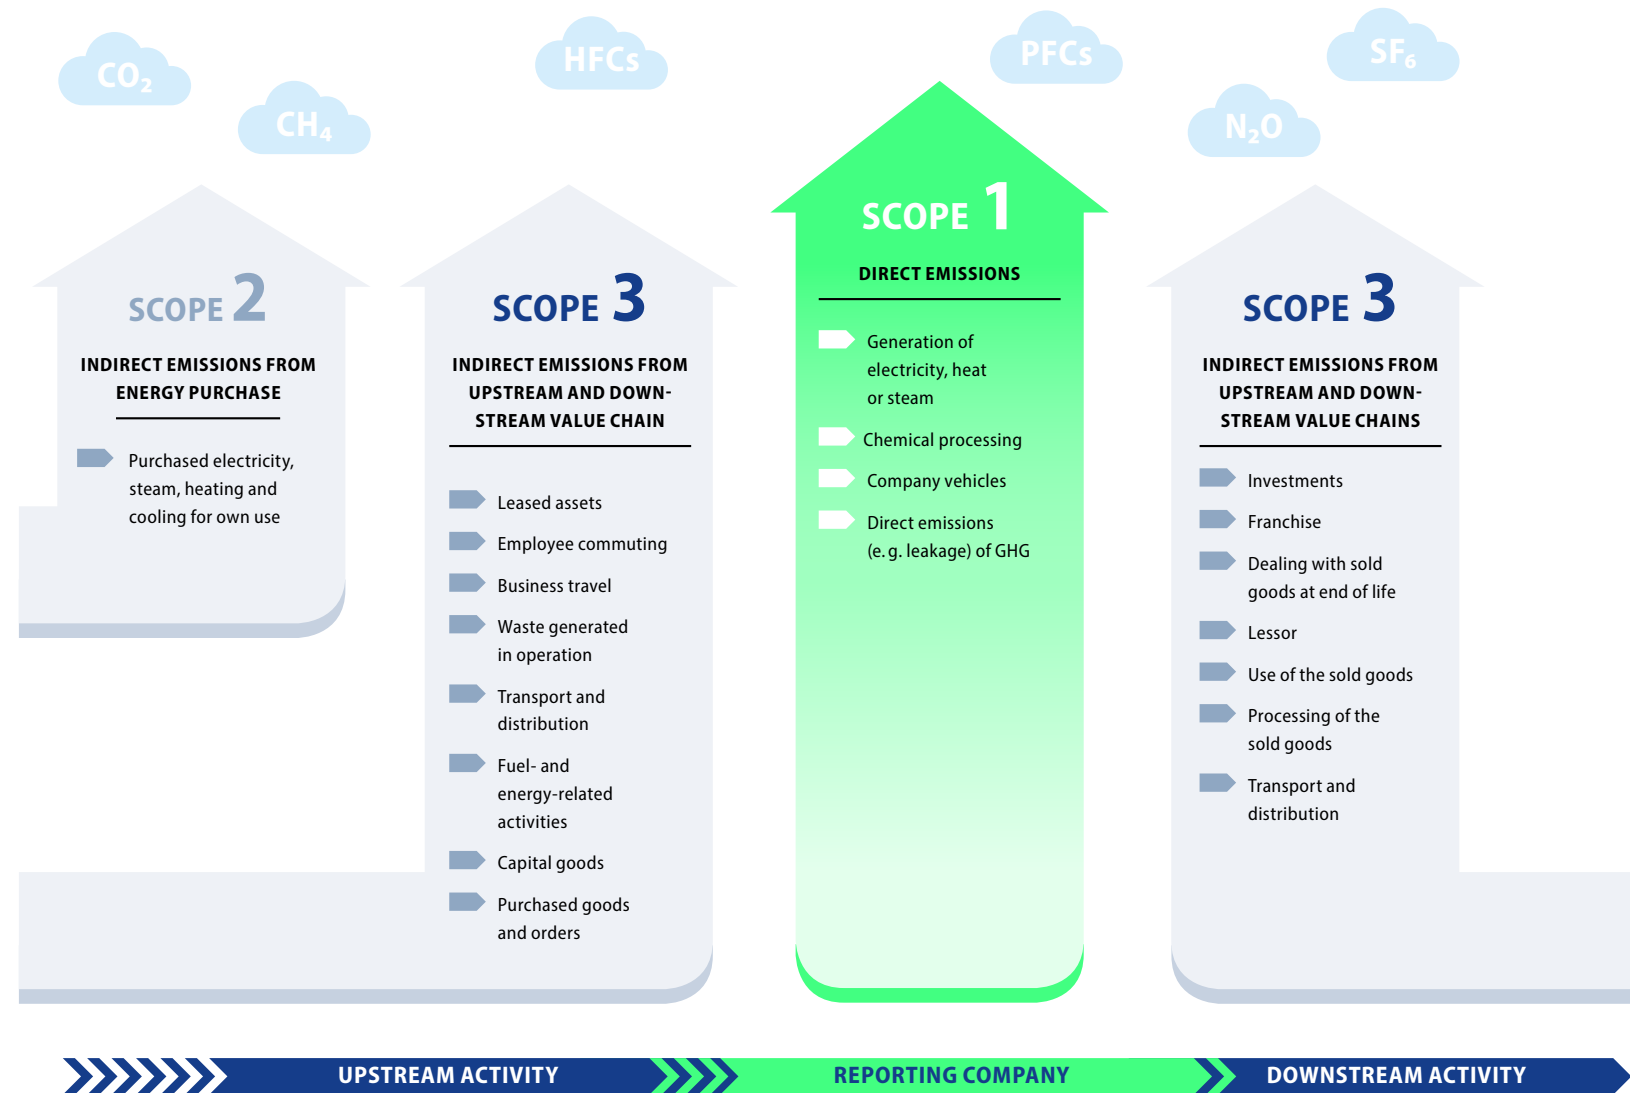 CO₂
CH₄
HFCs
PFCs
N₂O
SF₆
SCOPE 2
INDIRECT EMISSIONS FROM
ENERGY PURCHASE
Purchased electricity,
steam, heating and
cooling for own use
SCOPE 3
INDIRECT EMISSIONS FROM
UPSTREAM AND DOWN-
STREAM VALUE CHAIN
Leased assets
Employee commuting
Business travel
Waste generated
in operation
Transport and
distribution
Fuel- and
energy-related
activities
Capital goods
Purchased goods
and orders
SCOPE 1
DIRECT EMISSIONS
Generation of
electricity, heat
or steam
Chemical processing
Company vehicles
Direct emissions
(e. g. leakage) of GHG
SCOPE 3
INDIRECT EMISSIONS FROM
UPSTREAM AND DOWN-
STREAM VALUE CHAINS
Investments
Franchise
Dealing with sold
goods at end of life
Lessor
Use of the sold goods
Processing of the
sold goods
Transport and
distribution
UPSTREAM ACTIVITY
REPORTING COMPANY
DOWNSTREAM ACTIVITY